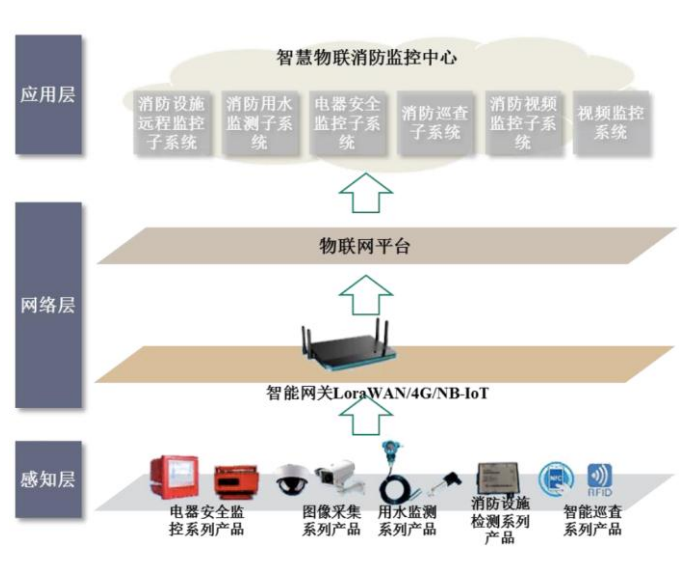 应用层
智慧物联消防监控中心
消防设施
远程监控
子系统
消防用水
监测子系
统
电器安全
监控子系
统
消防巡查
子系统
消防视频
监控子系
统
视频监控
系统
网络层
物联网平台
智能网关LoraWAN/4G/NB-IoT
感知层
电器安全监
控系列产品
图像采集
系列产品
用水监测
系列产品
消防设施
检测系列
产品
NFC
RFID
智能巡查
系列产品